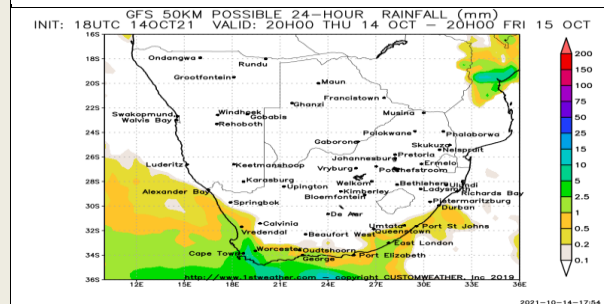 GFS 50KM POSSIBLE 24-HOUR RAINFALL (mm)
INIT: 18UTC 14OCT21 VALID: 20H00 THU 14 OCT - 20H00 FRI 15 OCT
16S
18S
20S
22S
24S
26S
28S
30S
32S
34S
36S
Ondangwa
Rundu
Grootfontein
Maun
Francistown
Ghanzi
Windhoek
Gobabis
Swakopmund
Walvis Bay
Rehoboth
Musina
Polokwane
Phalaborwa
Gaborone
Skukuza
Nelspruit
Pretoria
Johannesburg
Ermelo
Luderitz
Keetmanshoop
Vryburg
Potchefstroom
Karasburg
Upington
Welkom
Bethlehem
Ulundi
Ladysmith
Alexander Bay
Kimberley
Richards Bay
Springbok
Bloemfontein
Pietermaritzburg
Durban
De Aar
Calvinia
Umtata
Port St Johns
Vredendal
Beaufort West
Queenstown
East London
Worcester
Oudtshoorn
Cape Town
George
Port Elizabeth
http://www.1stweather.com - copyright CUSTOMWEATHER, Inc 2019
12E 15E 18E 21E 24E 27E 30E 33E 36E
200
150
100
75
50
25
15
10
5
2.5
1
0.5
0.2
0.1
2021-10-14-17:54